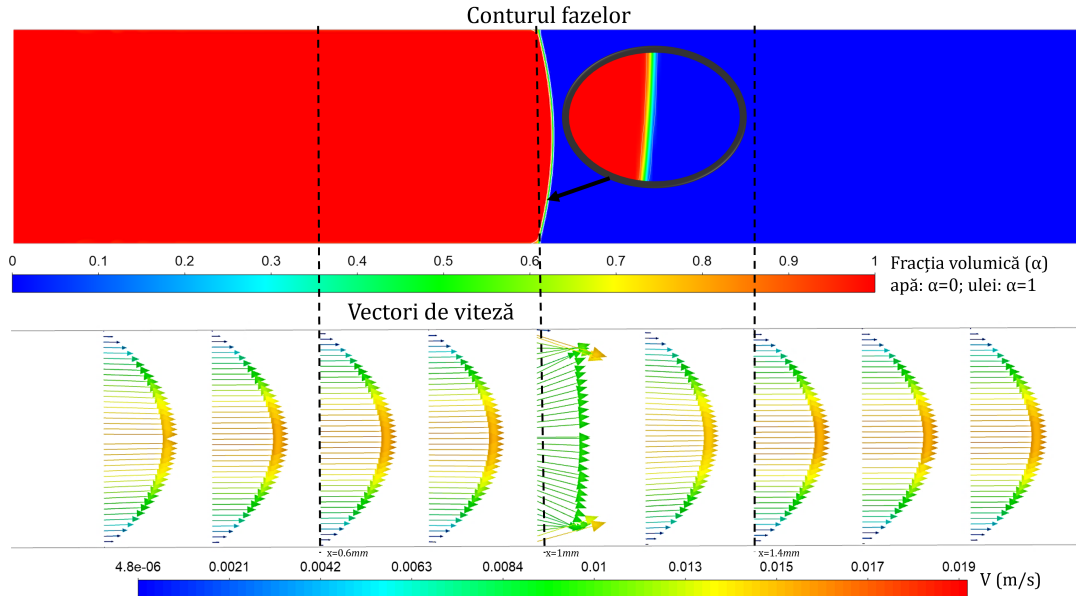 Conturul fazelor
0 0.1 0.2 0.3 0.4 0.5 0.6 0.7 0.8 0.9 1
Fracția volumică (α)
apă: α=0; ulei: α=1
Vectori de viteză
x=0.6mm x=1mm x=1.4mm
4.8e-06 0.0021 0.0042 0.0063 0.0084 0.01 0.013 0.015 0.017 0.019
V (m/s)